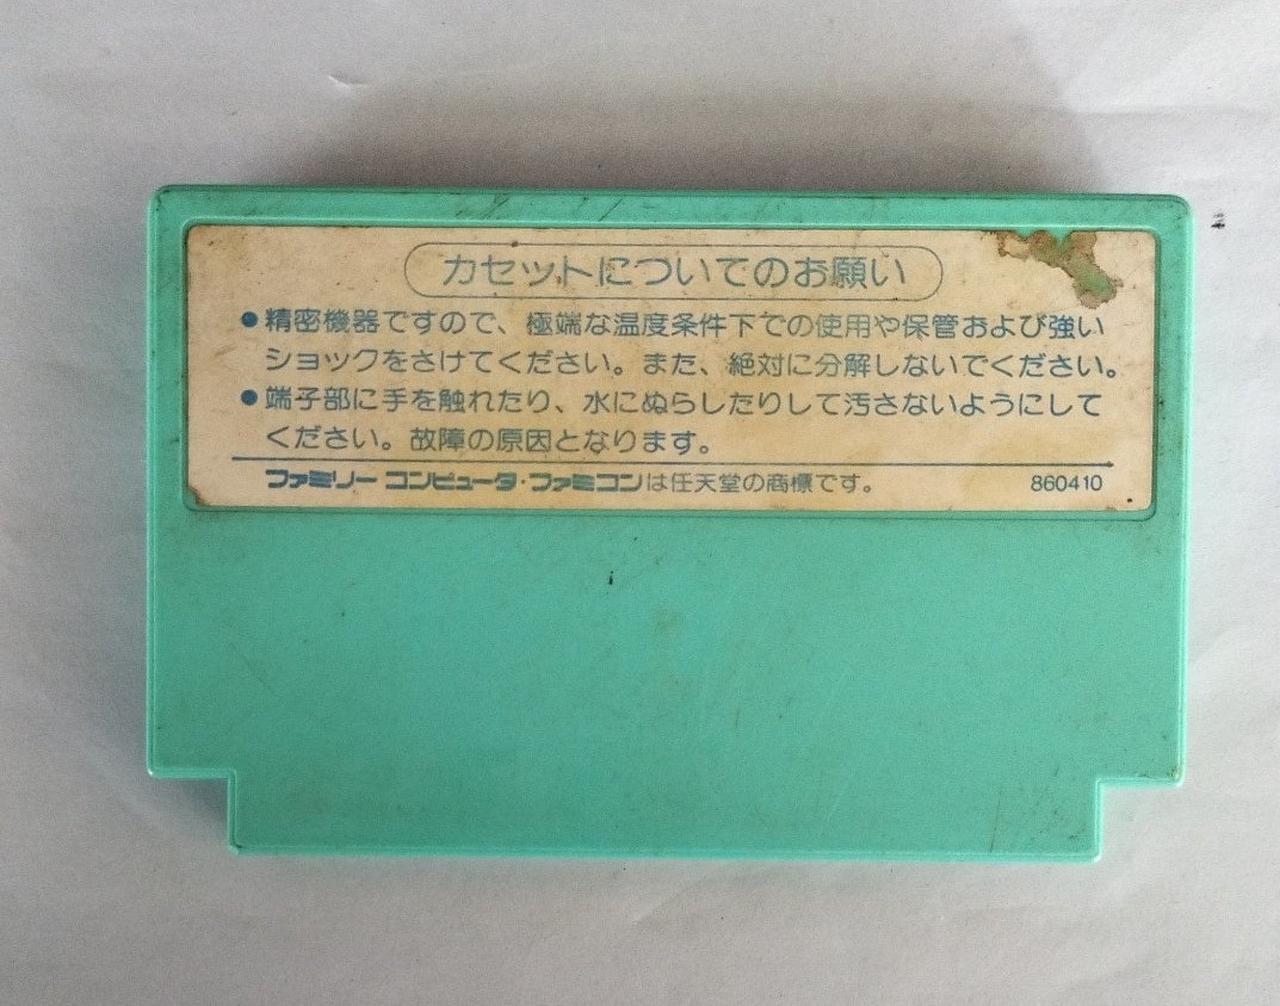 カセットについてのお願い
●精密機器ですので、極端な温度条件下での使用や保管および強い
ショックをさけてください。また、絶対に分解しないでください。
●端子部に手を触れたり、水にぬらしたりして汚さないようにして
ください。故障の原因となります。
ファミリー コンピュータ・ファミコンは任天堂の商標です。 860410